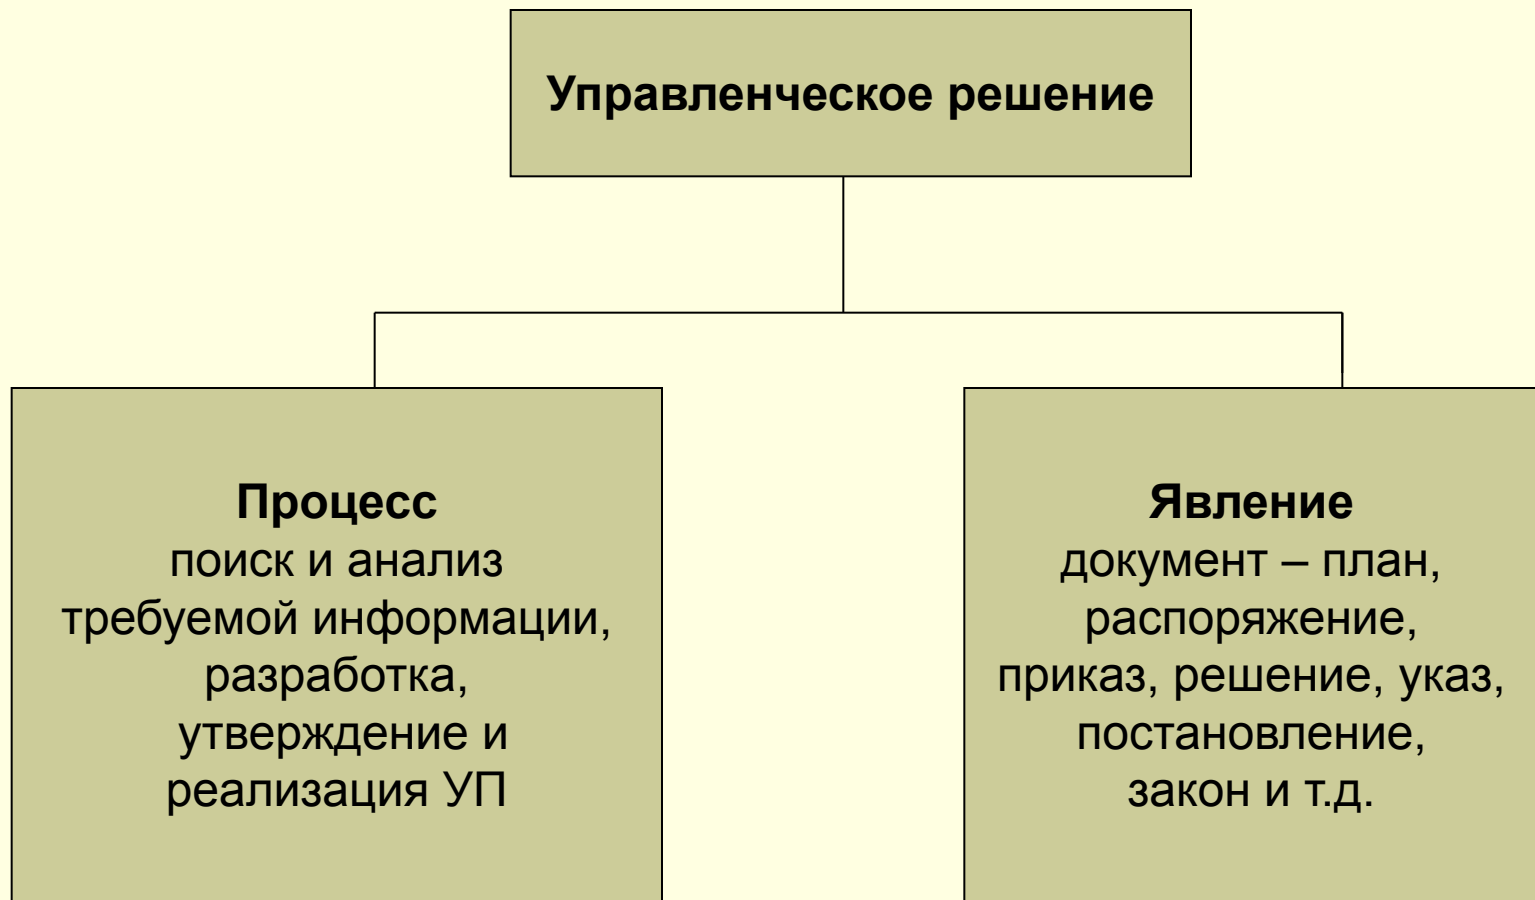 Управленческое решение
Процесс
поиск и анализ
требуемой информации,
разработка,
утверждение и
реализация УП
Явление
документ – план,
распоряжение,
приказ, решение, указ,
постановление,
закон и т.д.